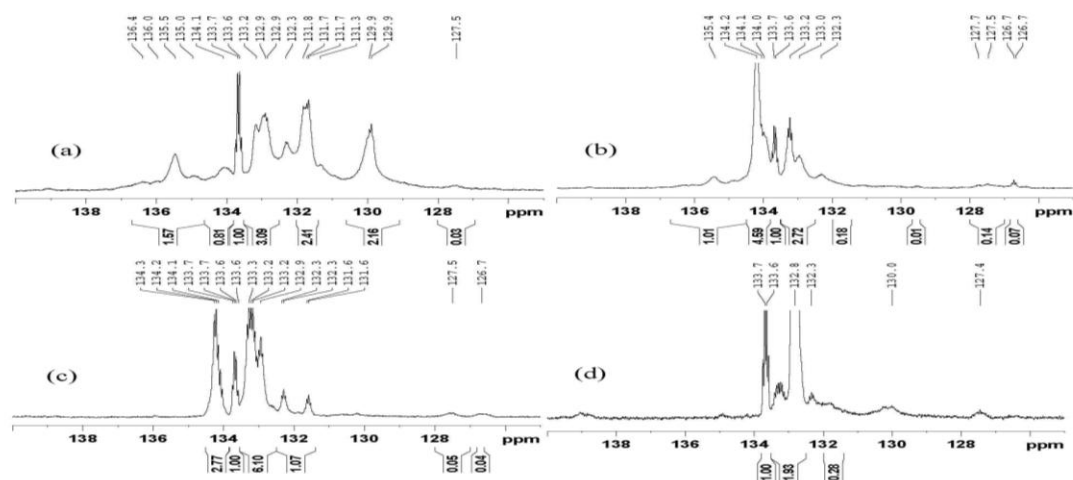 136.4 136.0 135.5 135.0 134.1 133.7 133.6 133.2 132.9 132.9 132.3 131.8 131.7 131.7 131.3 129.9 129.9 127.5
(a)
138 136 134 132 130 128 ppm
1.57 0.81 1.00 3.09 2.41 2.16 0.03
135.4 134.2 134.1 134.0 133.7 133.6 133.2 133.0 132.3 127.7 127.5 126.7 126.7
(b)
138 136 134 132 130 128 ppm
1.01 4.59 1.00 2.72 0.18 0.01 0.14 0.07
134.3 134.2 134.1 133.7 133.7 133.6 133.6 133.3 133.2 133.2 132.9 132.3 132.3 131.6 131.6 127.5 126.7
(c)
138 136 134 132 130 128 ppm
2.77 1.00 6.10 1.07 0.05 0.04
133.7 133.6 132.8 132.3 130.0 127.4
(d)
138 136 134 132 130 128 ppm
1.00 1.93 0.28